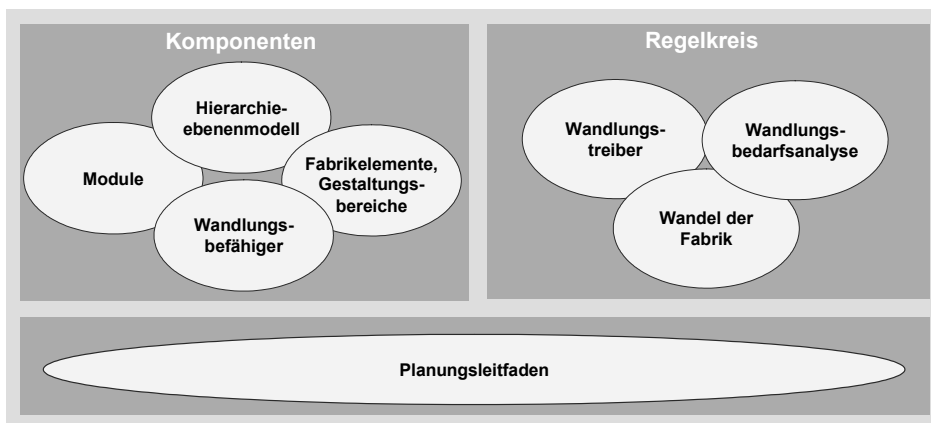 Komponenten
Hierarchie-
ebenenmodell
Module
Fabrikelemente,
Gestaltungs-
bereiche
Wandlungs-
befähiger
Regelkreis
Wandlungs-
treiber
Wandlungs-
bedarfsanalyse
Wandel der
Fabrik
Planungsleitfaden